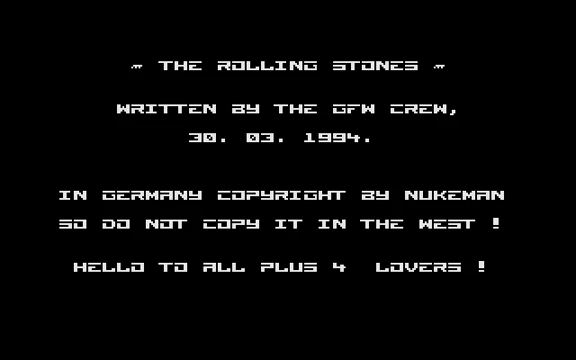 ~ THE ROLLING STONES ~
WRITTEN BY THE GFW CREW,
30. 03. 1994.
IN GERMANY COPYRIGHT BY NUKEMAN
SO DO NOT COPY IT IN THE WEST !
HELLO TO ALL PLUS 4 LOVERS !